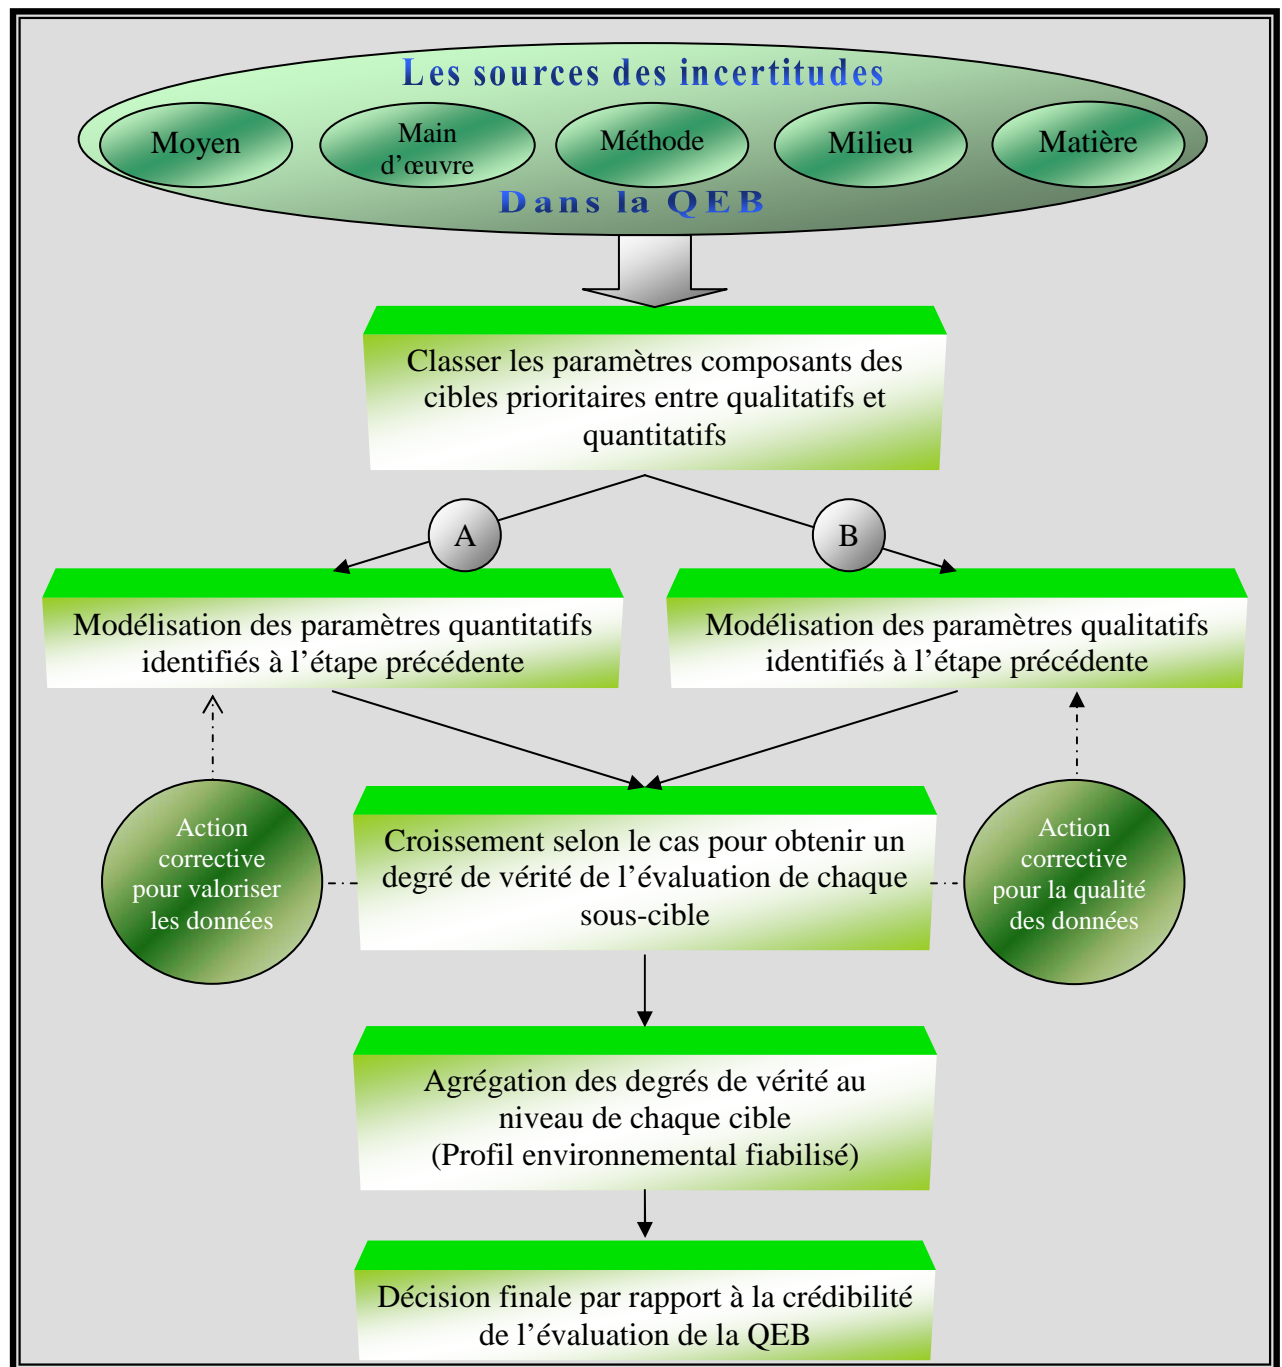 Les sources des incertitudes
Moyen
Main
d'œuvre
Méthode
Milieu
Matière
Dans la QEB
Classer les paramètres composants des
cibles prioritaires entre qualitatifs et
quantitatifs
A
B
Modélisation des paramètres quantitatifs
identifiés à l’étape précédente
Modélisation des paramètres qualitatifs
identifiés à l’étape précédente
Action
corrective
pour valoriser
les données
Croissement selon le cas pour obtenir un
degré de vérité de l’évaluation de chaque
sous-cible
Action
corrective
pour la qualité
des données
Agrégation des degrés de vérité au
niveau de chaque cible
(Profil environnemental fiabilisé)
Décision finale par rapport à la crédibilité
de l’évaluation de la QEB